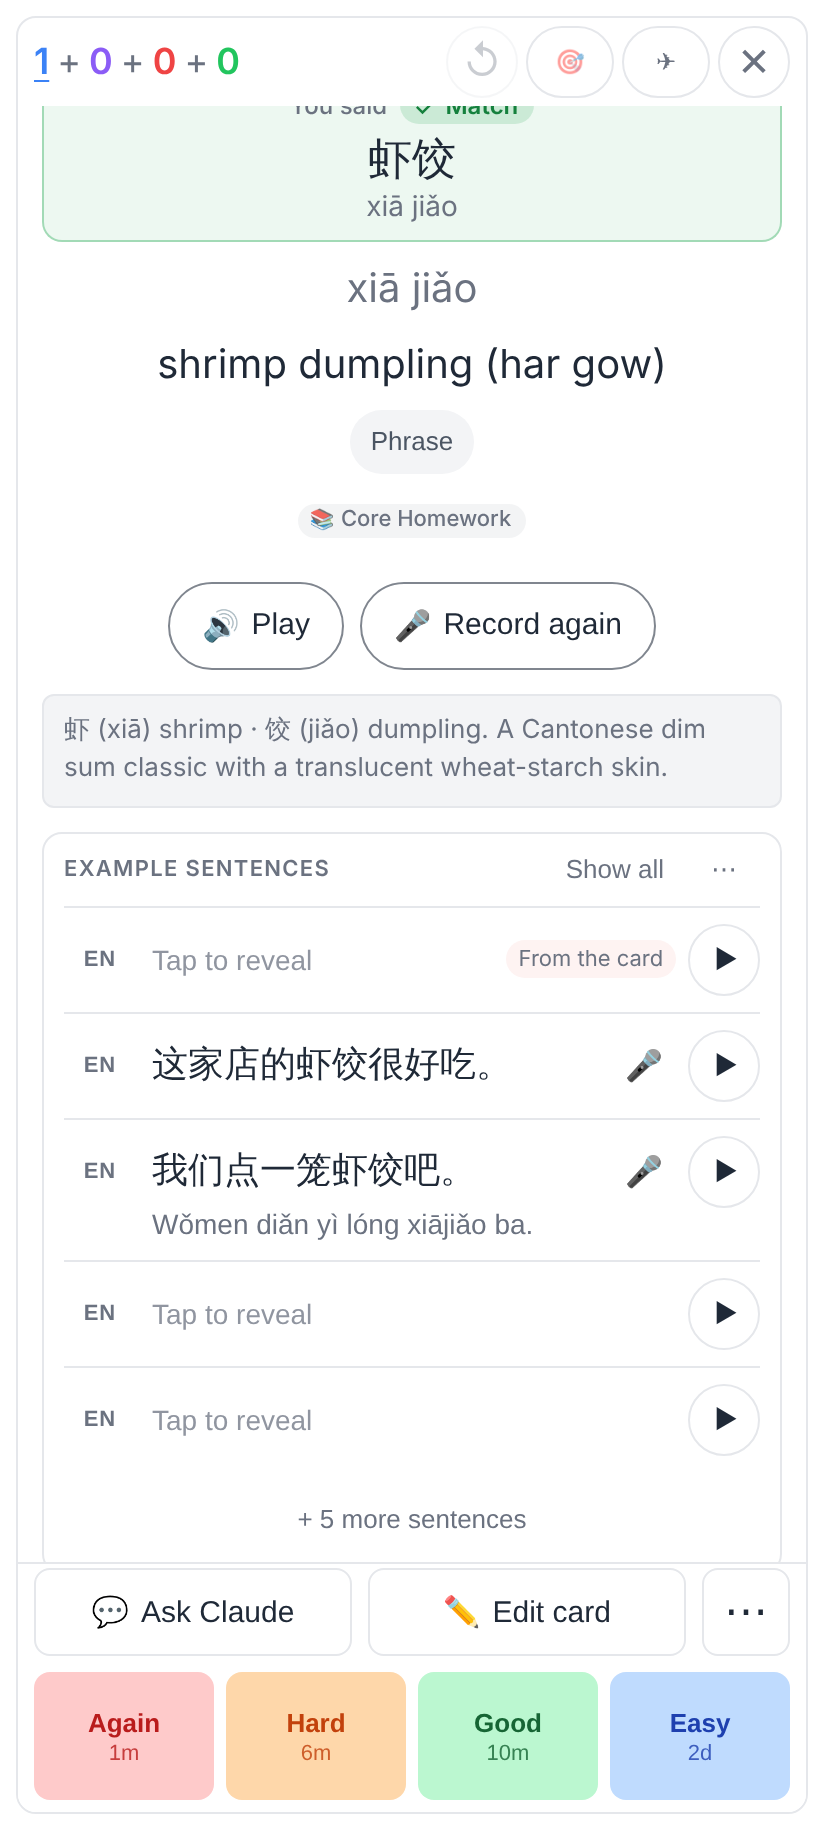 1 + 0 + 0 + 0
You said ✓ Match
虾饺
xiā jiǎo
xiā jiǎo
shrimp dumpling (har gow)
Phrase
📚 Core Homework
🔊 Play
🎤 Record again
虾 (xiā) shrimp · 饺 (jiǎo) dumpling. A Cantonese dim
sum classic with a translucent wheat-starch skin.
EXAMPLE SENTENCES Show all ⋯
EN Tap to reveal From the card
EN 这家店的虾饺很好吃。
EN 我们点一笼虾饺吧。
Wǒmen diǎn yì lóng xiājiǎo ba.
EN Tap to reveal
EN Tap to reveal
+ 5 more sentences
💬 Ask Claude
✏️ Edit card
⋯
Again
1m
Hard
6m
Good
10m
Easy
2d